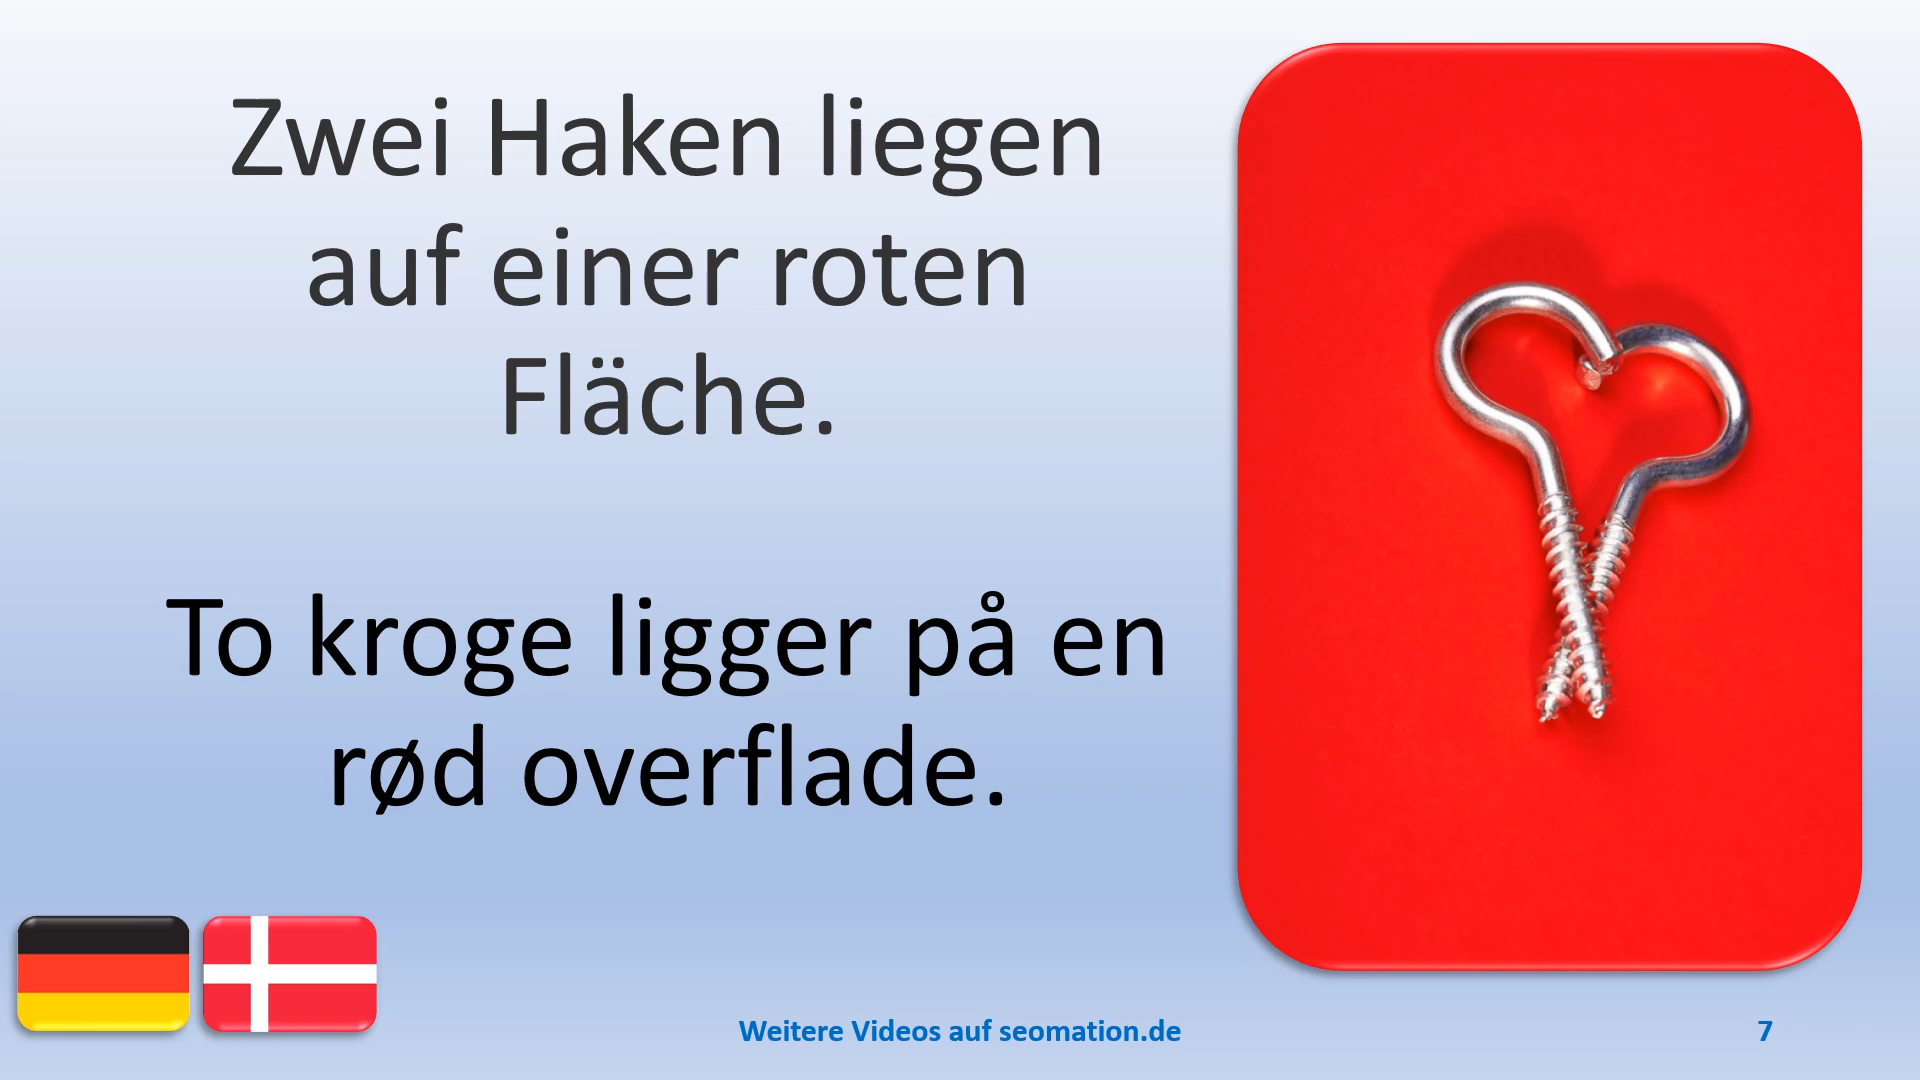 Zwei Haken liegen
auf einer roten
Fläche.
To kroge ligger på en
rød overflade.
Weitere Videos auf seomation.de
7